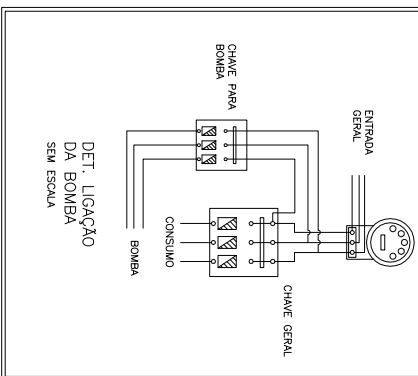 ENTRADA
GERAL
CHAVE GERAL
CHAVE PARA
BOMBA
CONSUMO
BOMBA
DET. LIGAÇÃO
DA BOMBA
SEM ESCALA